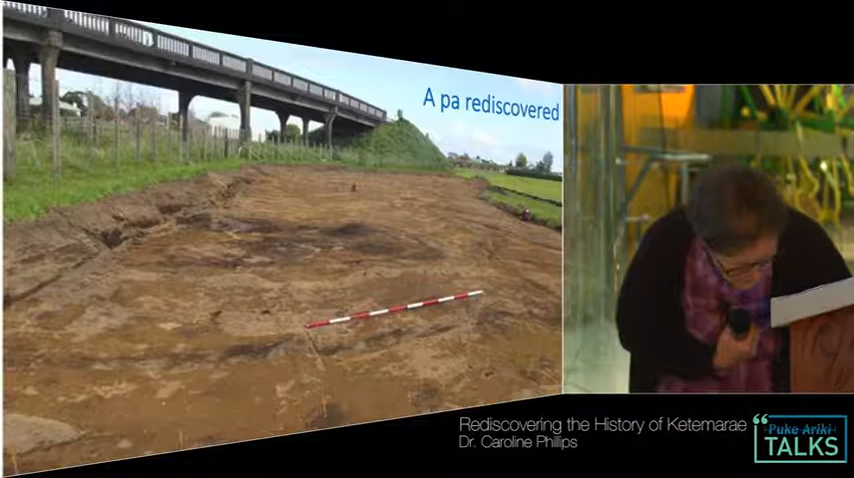 A pa rediscovered
Rediscovering the History of Ketemarae
Dr. Caroline Phillips
Puke Ariki
TALKS